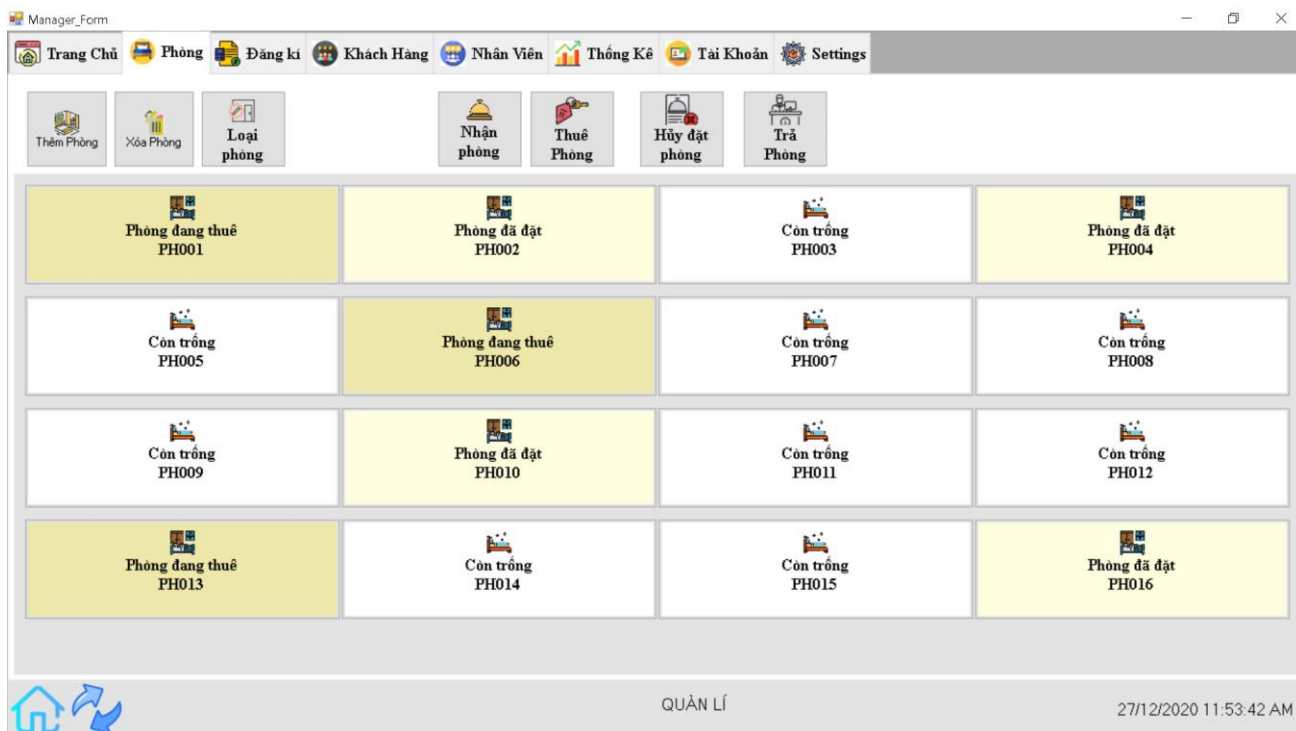 Manager_Form
Trang Chủ Phòng Đăng kí Khách Hàng Nhân Viên Thống Kê Tài Khoản Settings
Thêm Phòng Xóa Phòng Loại phòng Nhận phòng Thuê Phòng Hủy đặt phòng Trả Phòng
Phòng đang thuê Phòng đã đặt Còn trống Phòng đã đặt
PH001 PH002 PH003 PH004
Còn trống Phòng đang thuê Còn trống Còn trống
PH005 PH006 PH007 PH008
Còn trống Phòng đã đặt Còn trống Còn trống
PH009 PH010 PH011 PH012
Phòng đang thuê Còn trống Còn trống Phòng đã đặt
PH013 PH014 PH015 PH016
QUẢN LÍ
27/12/2020 11:53:42 AM